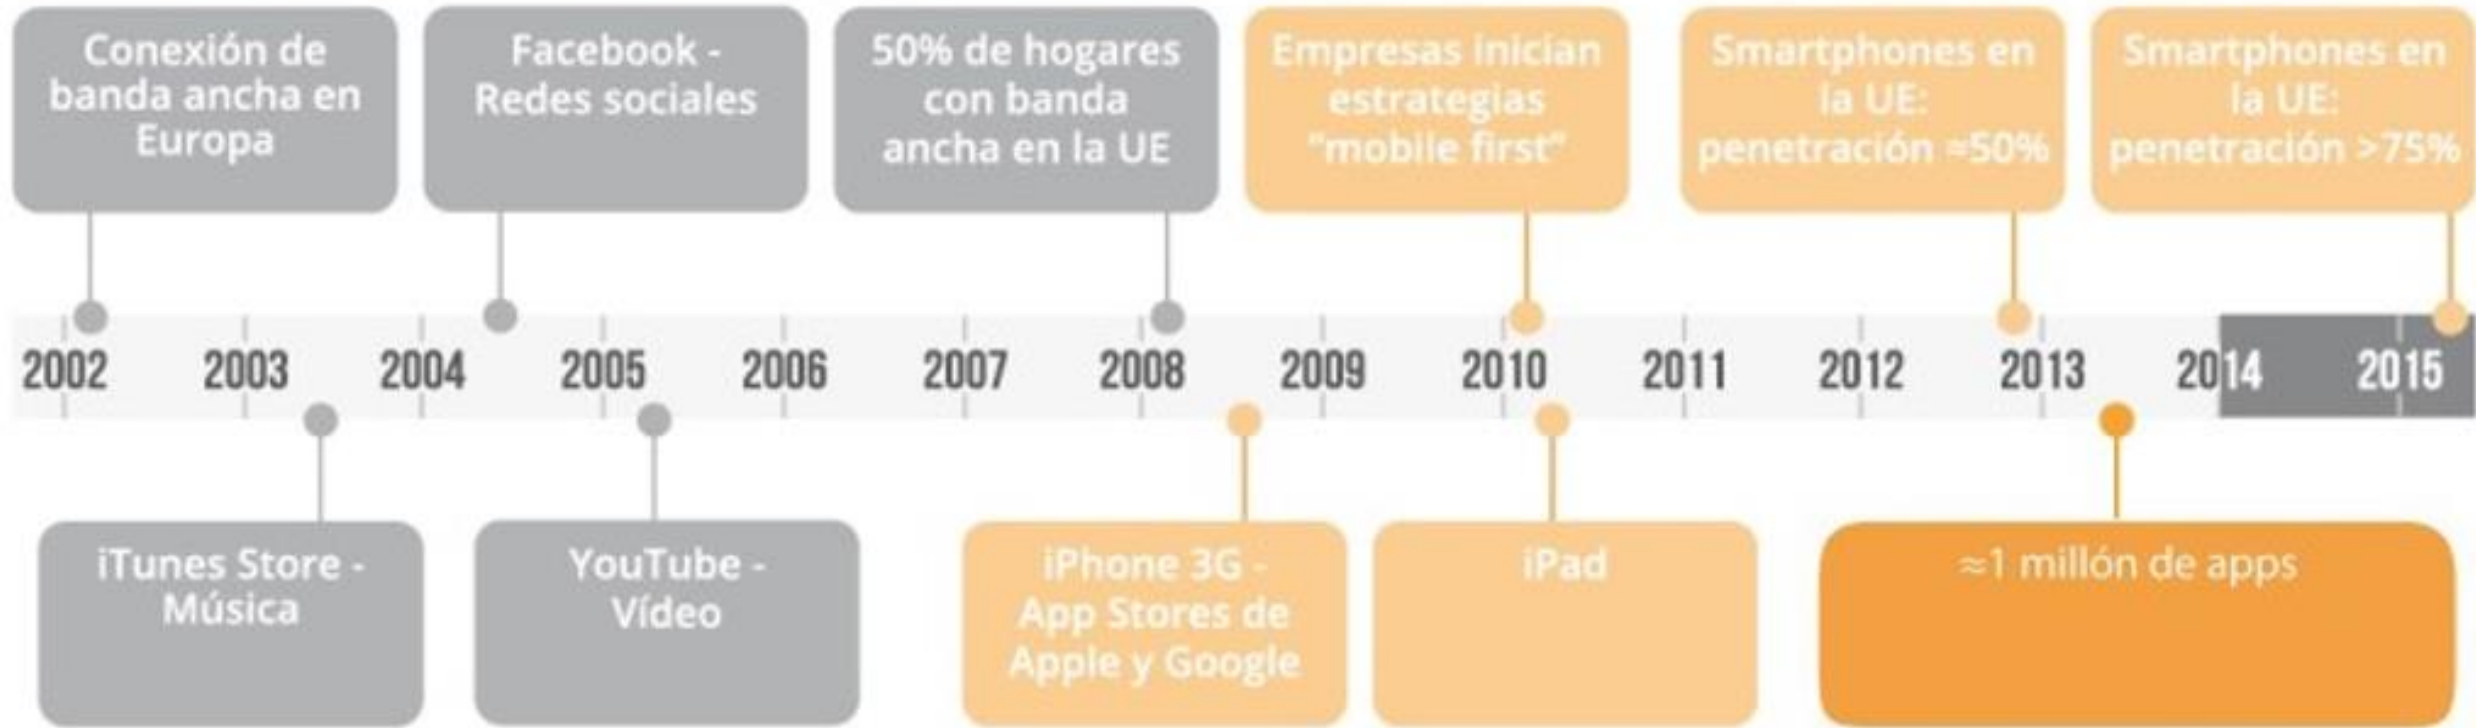 Conexión de
banda ancha en
Europa
Facebook -
Redes sociales
50% de hogares
con banda
ancha en la UE
Empresas inician
estrategias
"mobile first"
Smartphones en
la UE:
penetración ≈50%
Smartphones en
la UE:
penetración >75%
2002 2003 2004 2005 2006 2007 2008 2009 2010 2011 2012 2013 2014 2015
iTunes Store -
Música
YouTube -
Vídeo
iPhone 3G -
App Stores de
Apple y Google
iPad
≈1 millón de apps